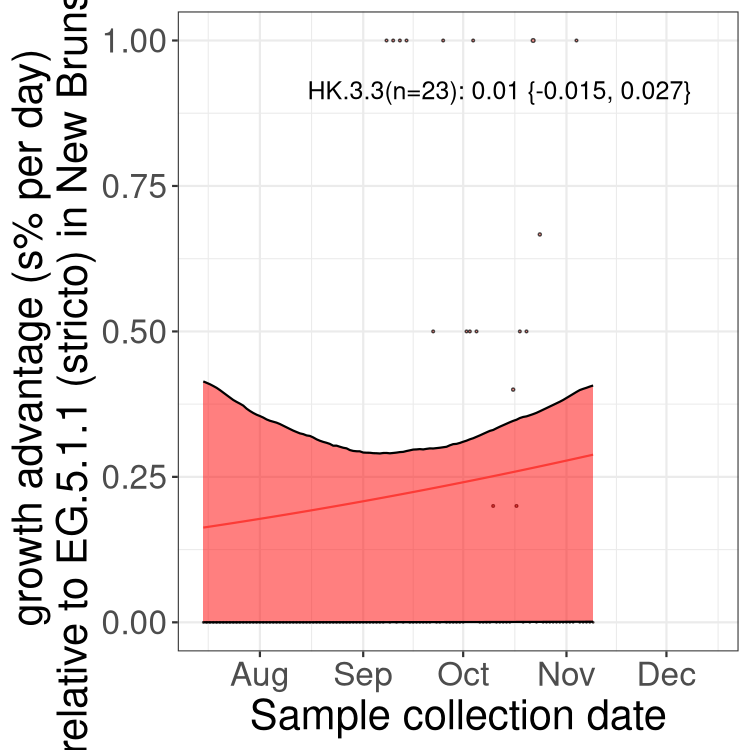 growth advantage (s% per day)
relative to EG.5.1.1 (stricto) in New Bruns
1.00
0.75
0.50
0.25
0.00
HK.3.3(n=23): 0.01 {-0.015, 0.027}
Aug Sep Oct Nov Dec
Sample collection date